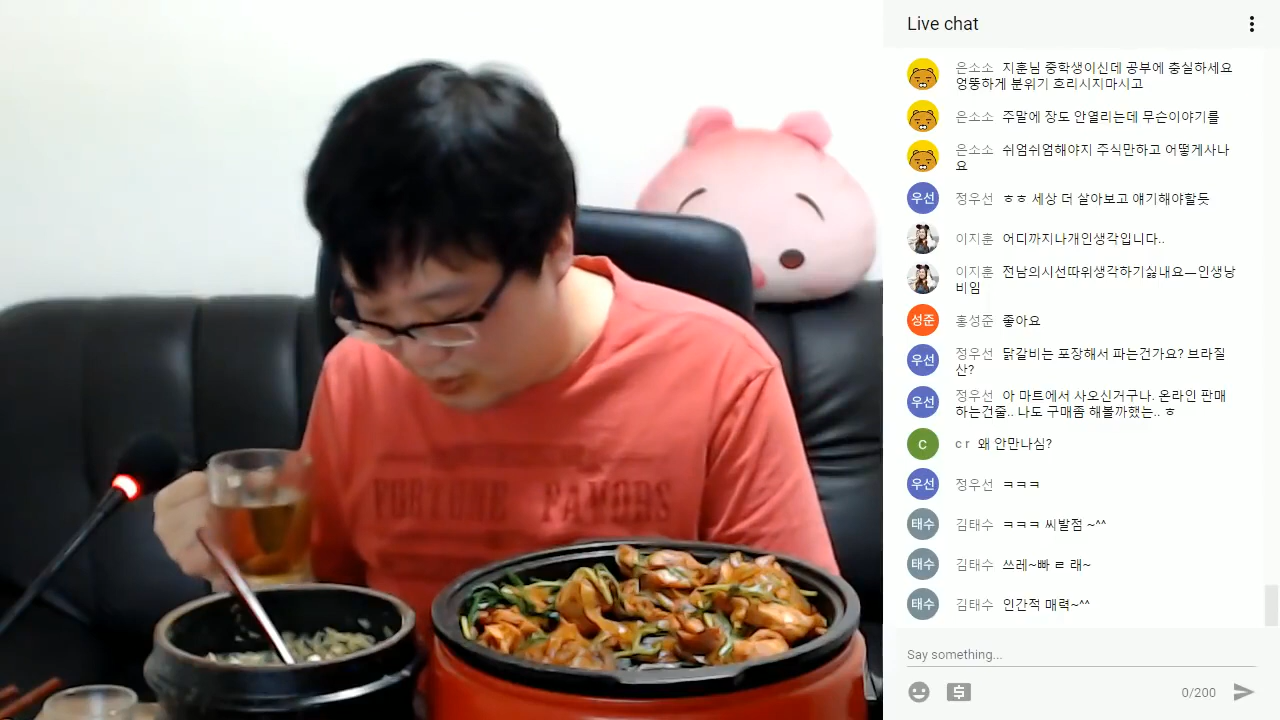 Live chat
은소소 지훈님 중학생이신데 공부에 충실하세요
엉뚱하게 분위기 흐리시지마시고
은소소 주말에 장도 안열리는데 무슨이야기를
은소소 쉬엄쉬엄해야지 주식만하고 어떻게사나
요
우선
정우선 ㅎㅎ 세상 더 살아보고 얘기해야할듯
이지훈 어디까지나개인생각입니다..
이지훈 전남의시선따위생각하기싫내요—인생낭
비임
성준
홍성준 좋아요
우선
정우선 닭갈비는 포장해서 파는건가요? 브라질
산?
우선
정우선 아 마트에서 사오신거구나. 온라인 판매
하는건줄.. 나도 구매좀 해볼까했는.. ㅎ
C
c r 왜 안만나심?
우선
정우선 ㅋㅋㅋ
태수
김태수 ㅋㅋㅋ 씨발점 ~^^
태수
김태수 쓰레~빠 ㄹ 래~
태수
김태수 인간적 매력~^^
Say something...
0/200
FORTUNE FAVORS